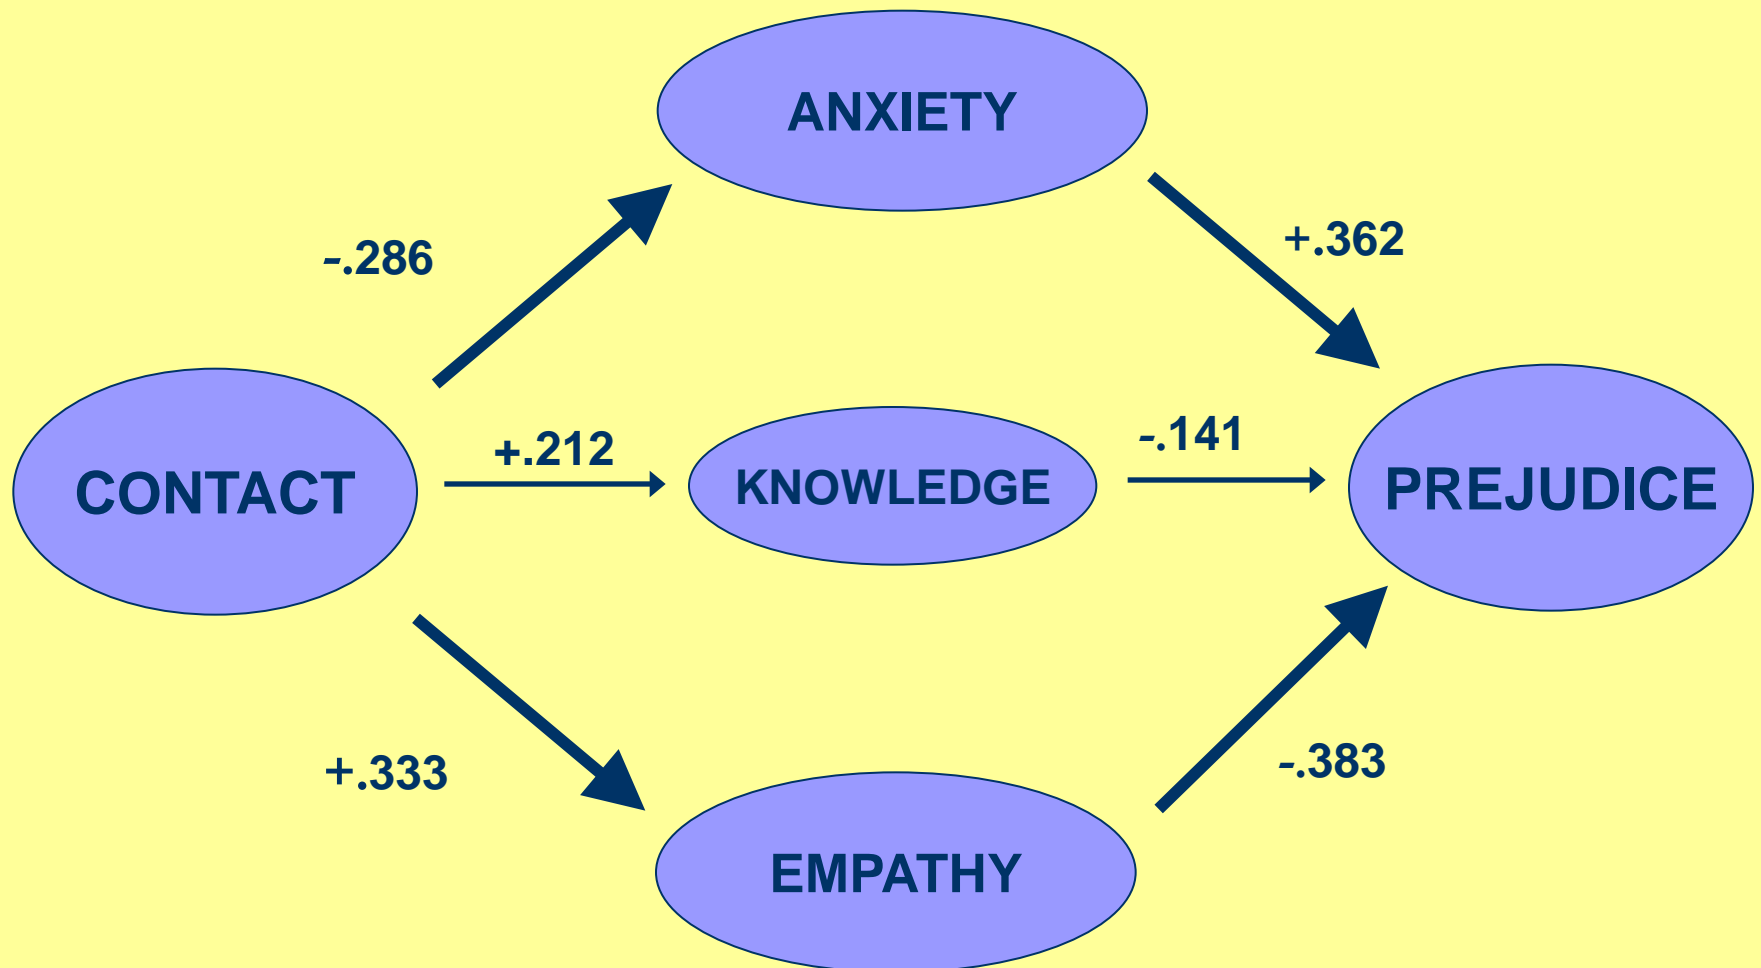 ANXIETY
-.286
+.362
+.212
-.141
CONTACT
KNOWLEDGE
PREJUDICE
+.333
-.383
EMPATHY